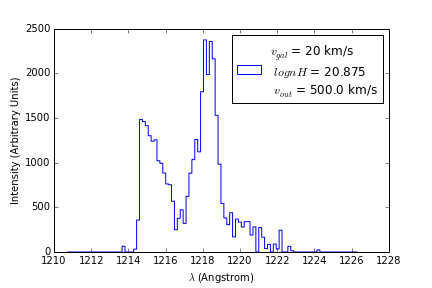 2500
2000
1500
1000
500
0
Intensity (Arbitrary Units)
v_gal = 20 km/s
lognH = 20.875
v_out = 500.0 km/s
1210 1212 1214 1216 1218 1220 1222 1224 1226 1228
λ (Angstrom)